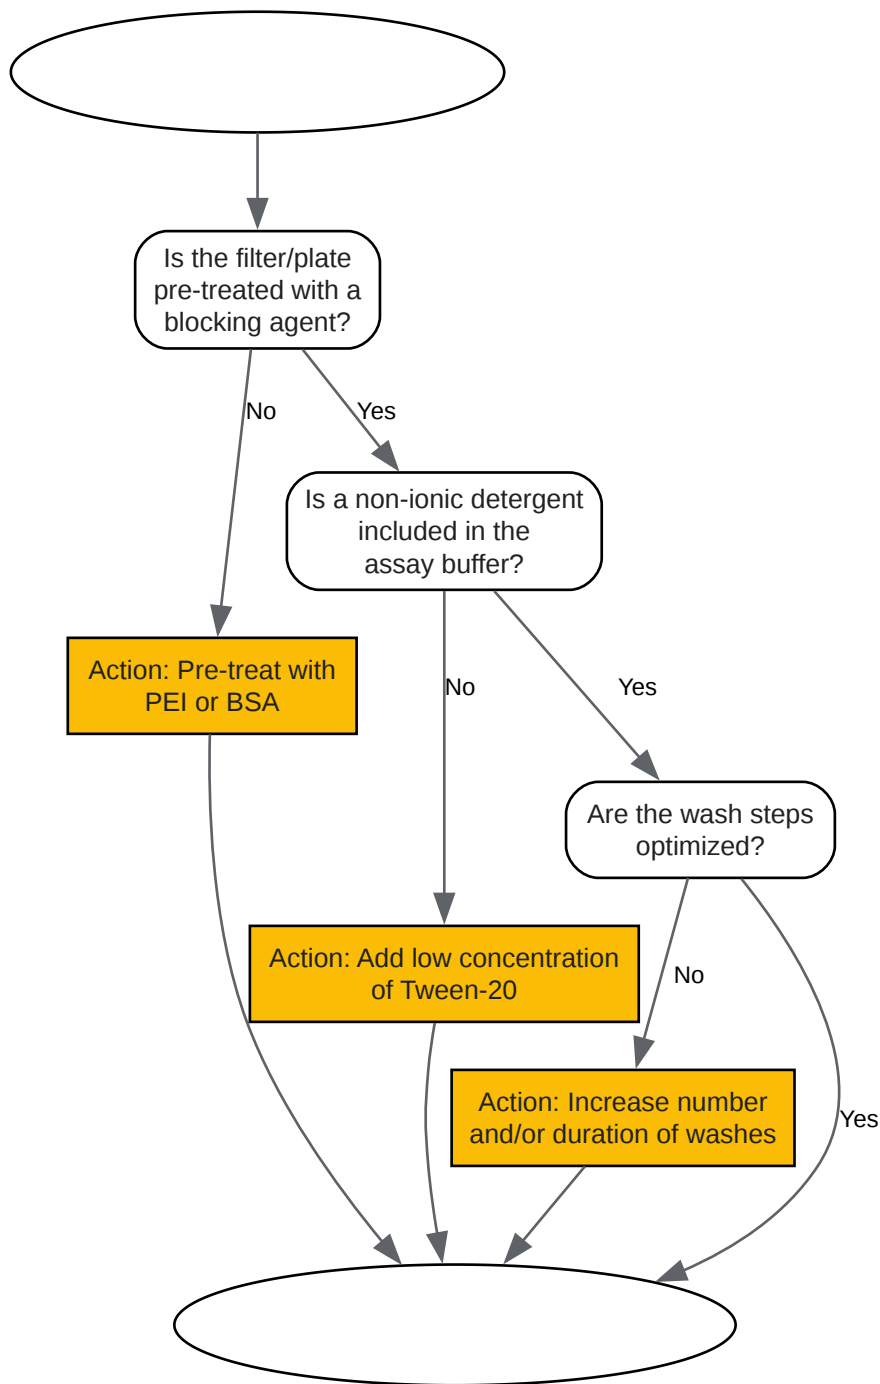 Is the filter/plate
pre-treated with a
blocking agent?
No
Yes
Is a non-ionic detergent
included in the
assay buffer?
Action: Pre-treat with
PEI or BSA
No
Yes
Are the wash steps
optimized?
Action: Add low concentration
of Tween-20
No
Action: Increase number
and/or duration of washes
Yes